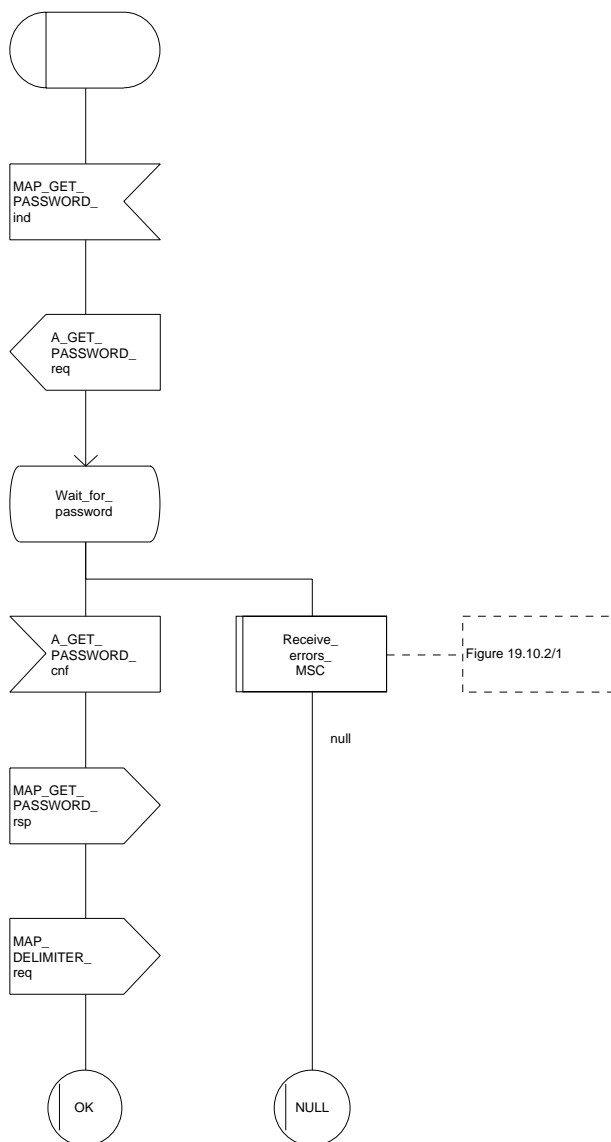 MAP_GET_
PASSWORD_
ind
A_GET_
PASSWORD_
req
Wait_for_
password
A_GET_
PASSWORD_
cnf
Receive_
errors_
MSC
Figure 19.10.2/1
null
MAP_GET_
PASSWORD_
rsp
MAP_
DELIMITER_
req
OK
NULL